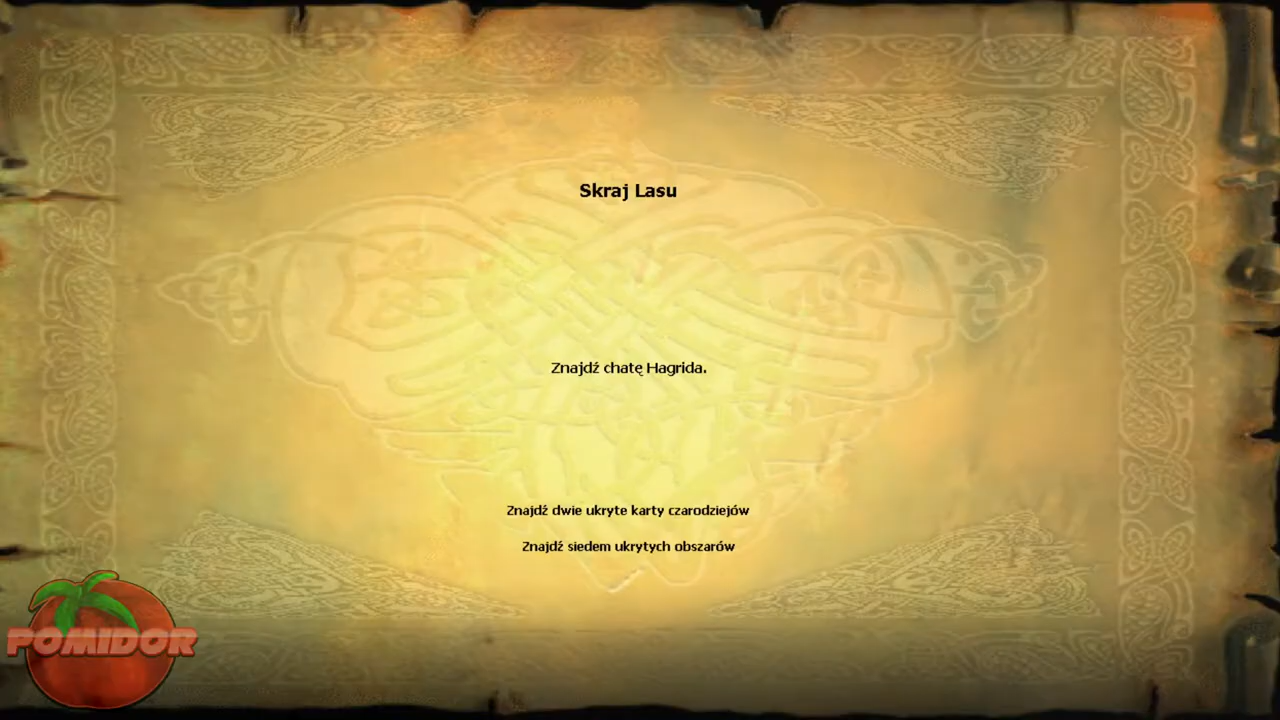 Skraj Lasu
Znajdź chatę Hagrida.
Znajdź dwie ukryte karty czarodziejów
Znajdź siedem ukrytych obszarów
POMIDOR